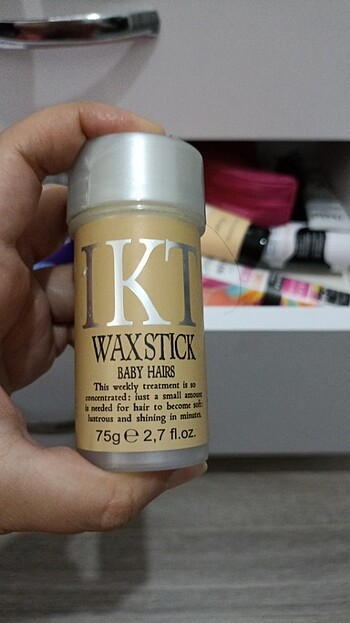 IKT
WAXSTICK
BABY HAIRS
This weekly treatment is so
concentrated: just a small amount
is needed for hair to become soft:
lustrous and shining in minutes.
75g ℮ 2,7 fl.oz.